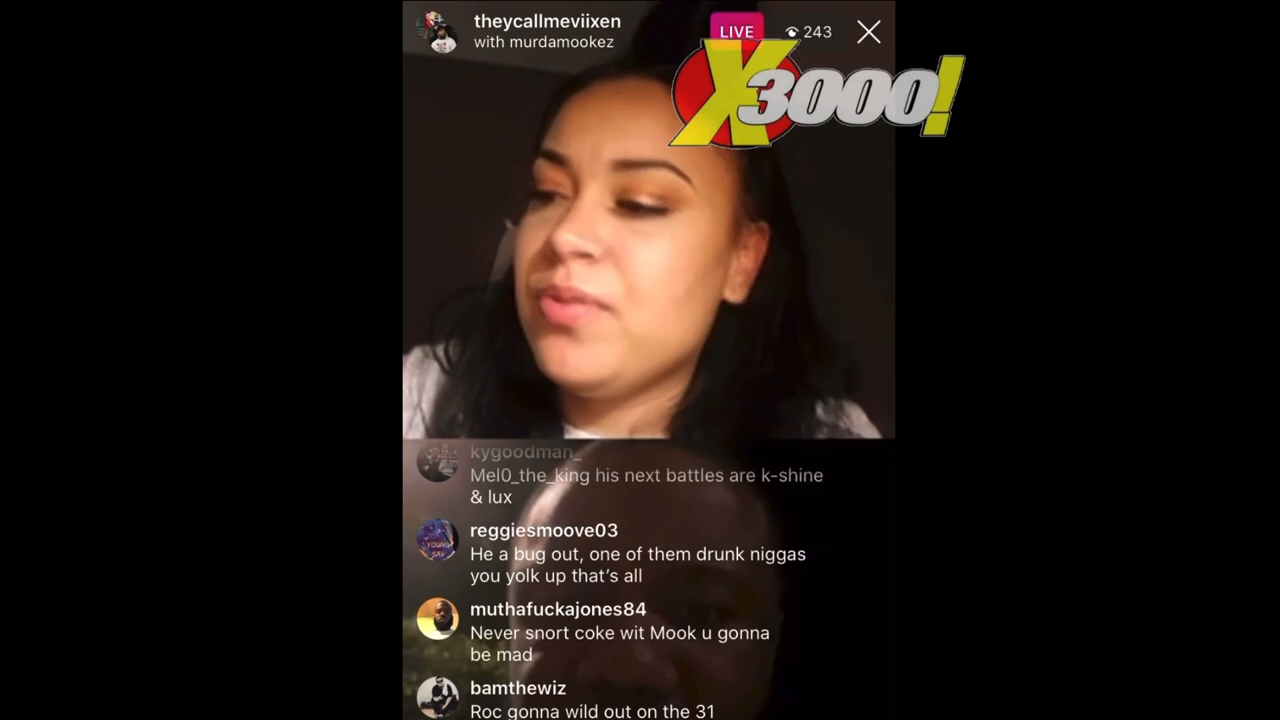 theycallmeviixen
with murdamookez
LIVE
243
X3000!
kygoodman_
Mel0_the_king his next battles are k-shine
& lux
reggiesmoove03
He a bug out, one of them drunk niggas
you yolk up that’s all
YOUNG
SAV
muthafuckajones84
Never snort coke wit Mook u gonna
be mad
bamthewiz
Roc gonna wild out on the 31